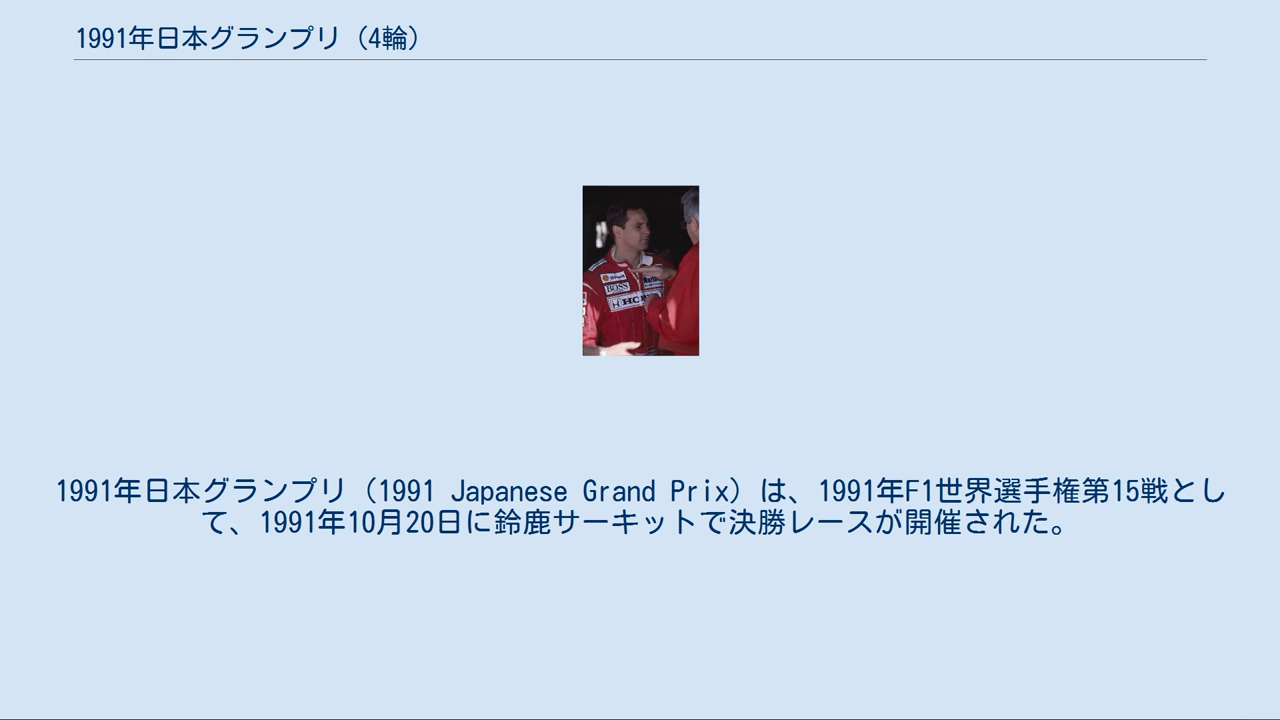 1991年日本グランプリ（4輪）
BOSS
1991年日本グランプリ（1991 Japanese Grand Prix）は、1991年F1世界選手権第15戦とし
て、1991年10月20日に鈴鹿サーキットで決勝レースが開催された。